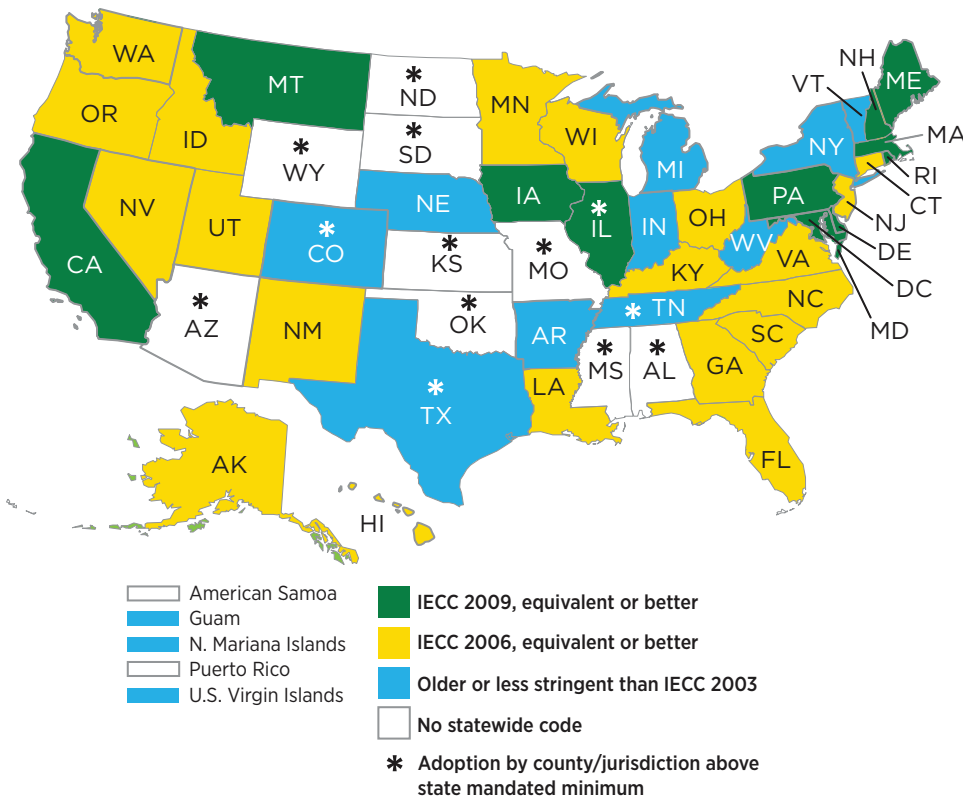 WA
MT
*
ND
MN
VT
NH
ME
OR
ID
*
WY
*
SD
WI
MI
NY
MA
RI
CT
NJ
DE
DC
MD
NV
UT
*
CO
NE
IA
*
IL
IN
OH
PA
WV
VA
CA
*
KS
*
MO
KY
NC
*
AZ
NM
*
OK
AR
* TN
SC
*
TX
LA
*
MS
*
AL
GA
FL
AK
HI
American Samoa
Guam
N. Mariana Islands
Puerto Rico
U.S. Virgin Islands
IECC 2009, equivalent or better
IECC 2006, equivalent or better
Older or less stringent than IECC 2003
No statewide code
* Adoption by county/jurisdiction above
state mandated minimum